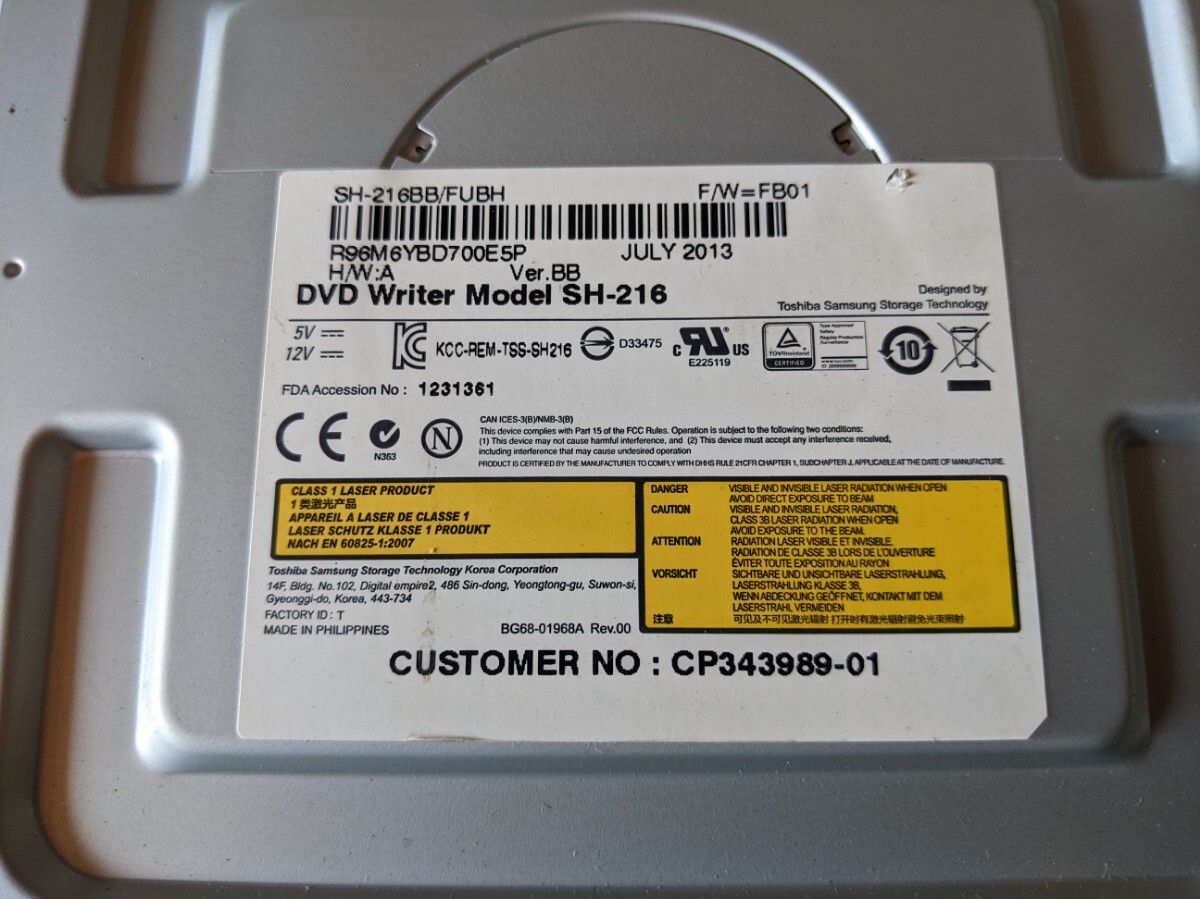 SH-216BB/FUBH F/W=FB01
R96M6YBD700E5P JULY 2013
H/W:A Ver.BB
DVD Writer Model SH-216
Designed by
Toshiba Samsung Storage Technology
5V
12V
KCC-REM-TSS-SH216
D33475
c RU US
E225119
TÜVRheinland
CERTIFIED
Type Approved
Safety
Regular Production
Surveillance
10
FDA Accession No : 1231361
CE
N363
N
CAN ICES-3(B)/NMB-3(B)
This device complies with Part 15 of the FCC Rules. Operation is subject to the following two conditions:
(1) This device may not cause harmful interference, and (2) This device must accept any interference received,
including interference that may cause undesired operation
PRODUCT IS CERTIFIED BY THE MANUFACTURER TO COMPLY WITH DHHS RULE 21CFR CHAPTER 1, SUBCHAPTER J, APPLICABLE AT THE DATE OF MANUFACTURE.
CLASS 1 LASER PRODUCT
1 类激光产品
APPAREIL A LASER DE CLASSE 1
LASER SCHUTZ KLASSE 1 PRODUKT
NACH EN 60825-1:2007
DANGER VISIBLE AND INVISIBLE LASER RADIATION WHEN OPEN
AVOID DIRECT EXPOSURE TO BEAM
CAUTION VISIBLE AND INVISIBLE LASER RADIATION,
CLASS 3B LASER RADIATION WHEN OPEN
AVOID EXPOSURE TO THE BEAM.
ATTENTION RADIATION LASER VISIBLE ET INVISIBLE.
RADIATION DE CLASSE 3B LORS DE L'OUVERTURE
ÉVITER TOUTE EXPOSITION AU RAYON
VORSICHT SICHTBARE UND UNSICHTBARE LASERSTRAHLUNG,
LASERSTRAHLUNG KLASSE 3B,
WENN ABDECKUNG GEÖFFNET, KONTAKT MIT DEM
LASERSTRAHL VERMEIDEN
注意 可见及不可见激光辐射 打开时有激光辐射避免光束照射
Toshiba Samsung Storage Technology Korea Corporation
14F, Bldg. No.102, Digital empire2, 486 Sin-dong, Yeongtong-gu, Suwon-si,
Gyeonggi-do, Korea, 443-734
FACTORY ID : T
MADE IN PHILIPPINES BG68-01968A Rev.00
CUSTOMER NO : CP343989-01